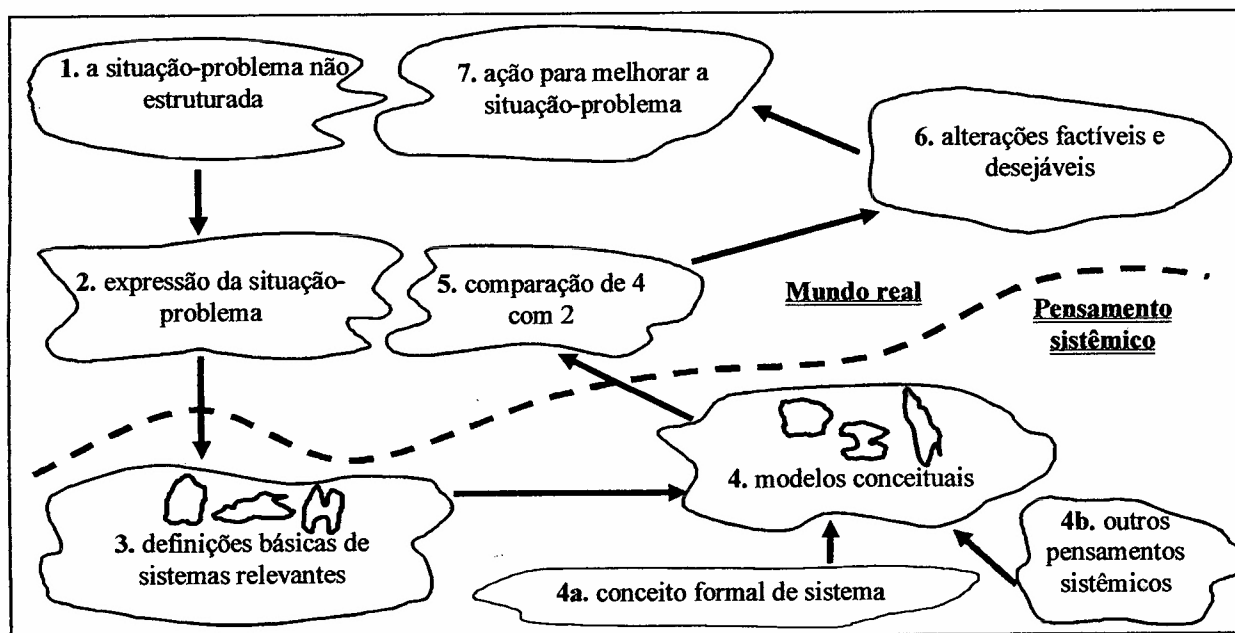 1. a situação-problema não
estruturada
7. ação para melhorar a
situação-problema
6. alterações factíveis e
desejáveis
2. expressão da situação-
problema
5. comparação de 4
com 2
Mundo real
Pensamento
sistêmico
3. definições básicas de
sistemas relevantes
4. modelos conceituais
4a. conceito formal de sistema
4b. outros
pensamentos
sistêmicos